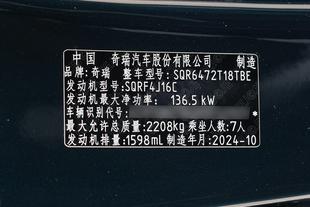 中国 奇瑞汽车股份有限公司 制造
品牌:奇瑞 整车型号:SQR6472T18TBE
发动机型号:SQRF4J16C
最大净功率:136.5 kW
车辆识别代号:
最大允许总质量:2208kg 乘坐人数:7人
发动机排量:1598mL 制造年月:2024-10